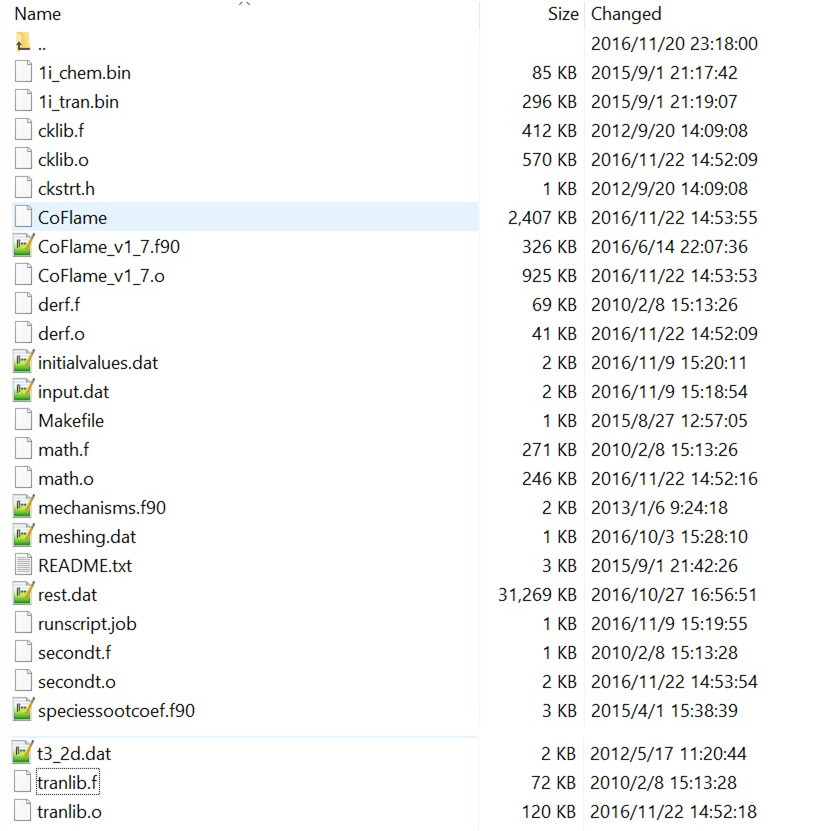 Name Size Changed
.. 2016/11/20 23:18:00
1i_chem.bin 85 KB 2015/9/1 21:17:42
1i_tran.bin 296 KB 2015/9/1 21:19:07
cklib.f 412 KB 2012/9/20 14:09:08
cklib.o 570 KB 2016/11/22 14:52:09
ckstrt.h 1 KB 2012/9/20 14:09:08
CoFlame 2,407 KB 2016/11/22 14:53:55
CoFlame_v1_7.f90 326 KB 2016/6/14 22:07:36
CoFlame_v1_7.o 925 KB 2016/11/22 14:53:53
derf.f 69 KB 2010/2/8 15:13:26
derf.o 41 KB 2016/11/22 14:52:09
initialvalues.dat 2 KB 2016/11/9 15:20:11
input.dat 2 KB 2016/11/9 15:18:54
Makefile 1 KB 2015/8/27 12:57:05
math.f 271 KB 2010/2/8 15:13:26
math.o 246 KB 2016/11/22 14:52:16
mechanisms.f90 2 KB 2013/1/6 9:24:18
meshing.dat 1 KB 2016/10/3 15:28:10
README.txt 3 KB 2015/9/1 21:42:26
rest.dat 31,269 KB 2016/10/27 16:56:51
runscript.job 1 KB 2016/11/9 15:19:55
secondt.f 1 KB 2010/2/8 15:13:28
secondt.o 2 KB 2016/11/22 14:53:54
speciessootcoef.f90 3 KB 2015/4/1 15:38:39
t3_2d.dat 2 KB 2012/5/17 11:20:44
tranlib.f 72 KB 2010/2/8 15:13:28
tranlib.o 120 KB 2016/11/22 14:52:18